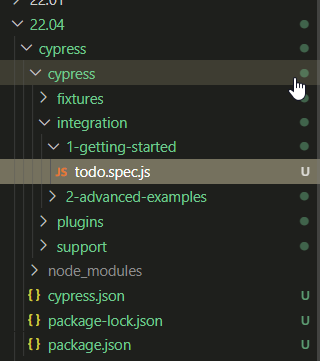 22.01
22.04
cypress
cypress
fixtures
integration
1-getting-started
JS todo.spec.js U
2-advanced-examples
plugins
support
node_modules
{} cypress.json U
{} package-lock.json U
{} package.json U